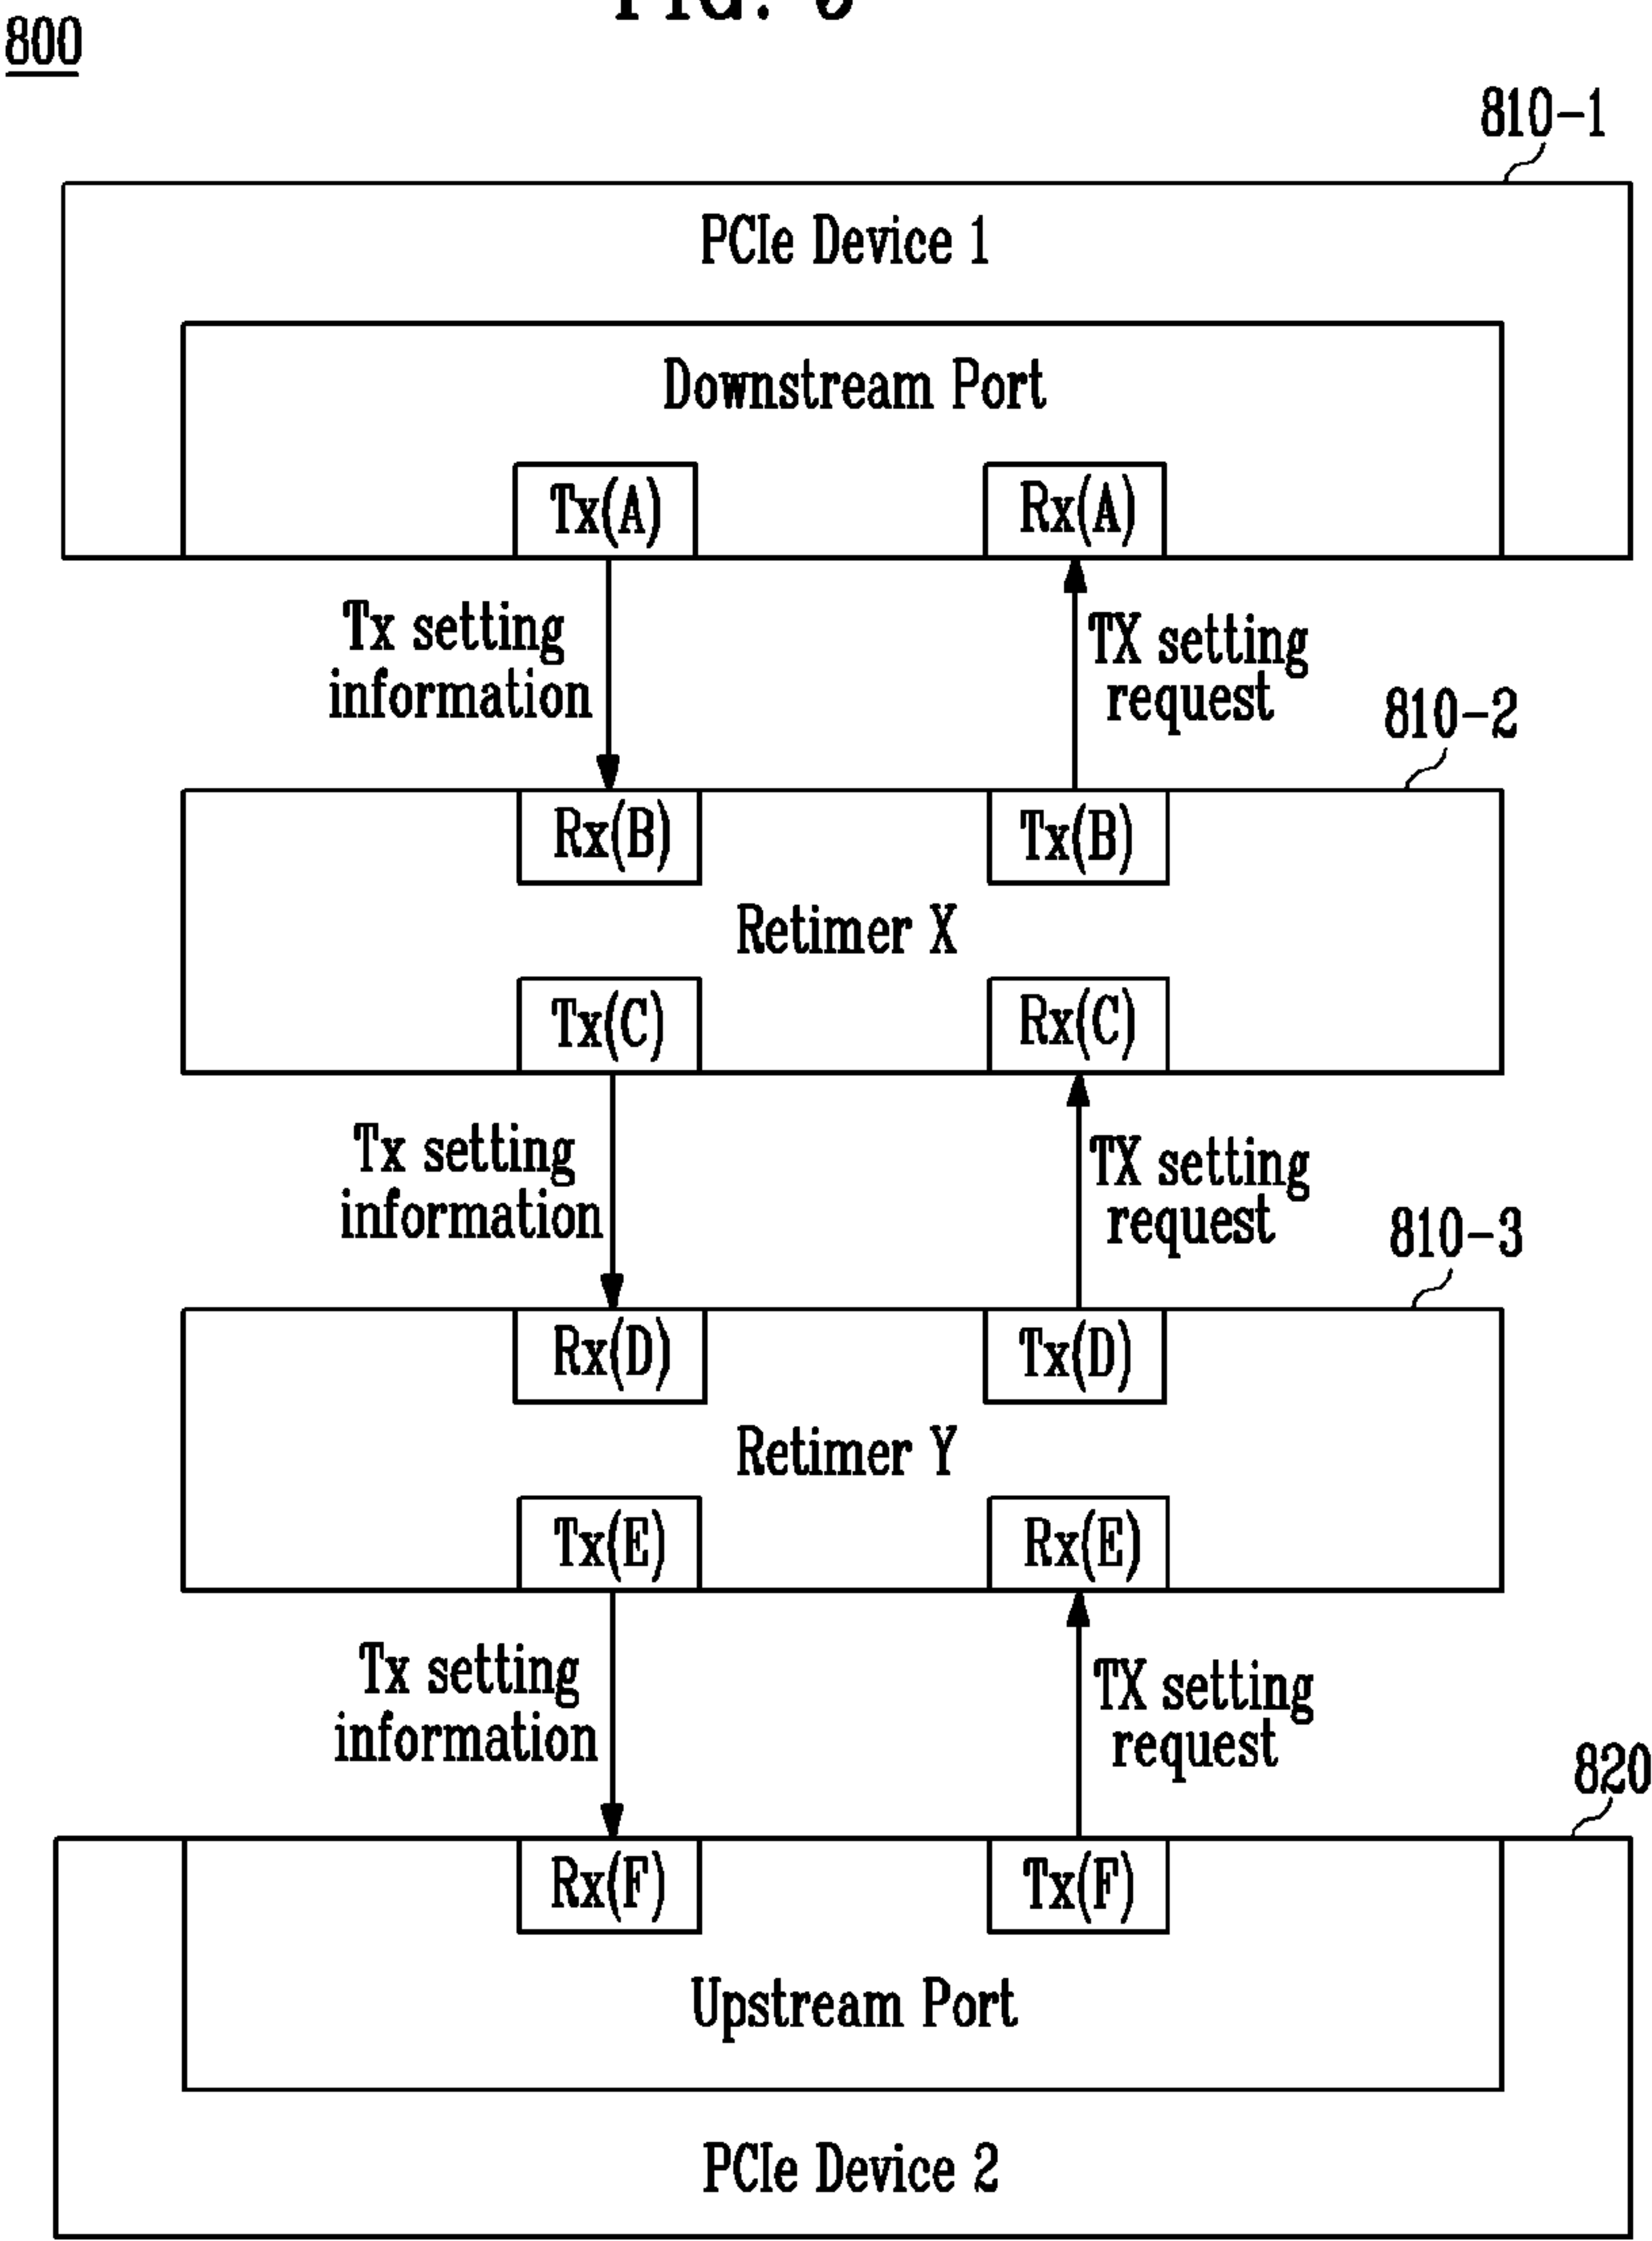 800
810-1
PCIe Device 1
Downstream Port
Tx(A)
Rx(A)
Tx setting
information
TX setting
request
810-2
Rx(B)
Tx(B)
Retimer X
Tx(C)
Rx(C)
Tx setting
information
TX setting
request
810-3
Rx(D)
Tx(D)
Retimer Y
Tx(E)
Rx(E)
Tx setting
information
TX setting
request
820
Rx(F)
Tx(F)
Upstream Port
PCIe Device 2